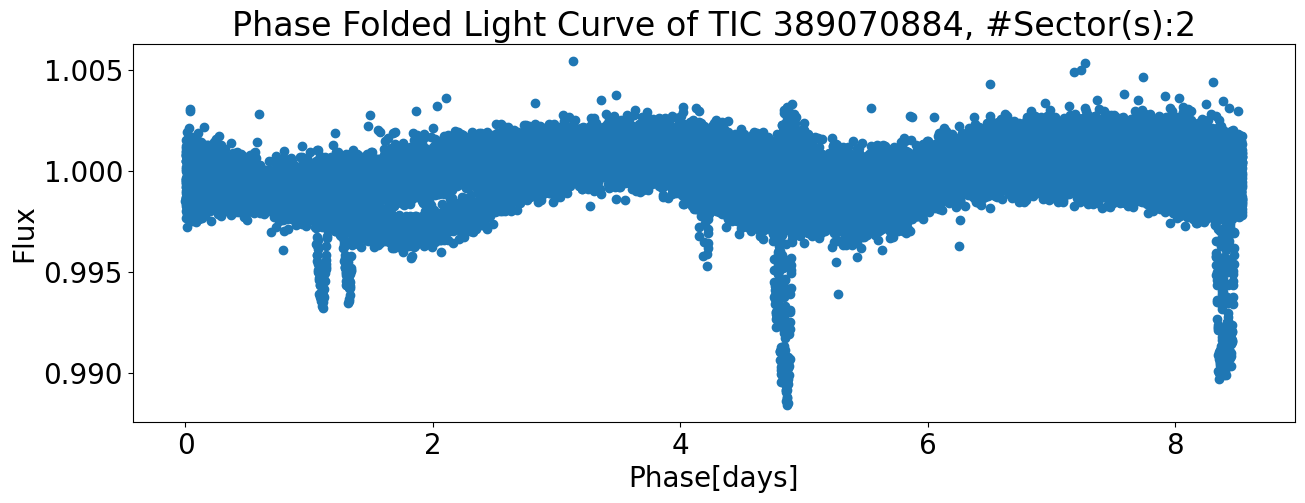 Phase Folded Light Curve of TIC 389070884, #Sector(s):2
1.005
1.000
0.995
0.990
Flux
0 2 4 6 8
Phase[days]